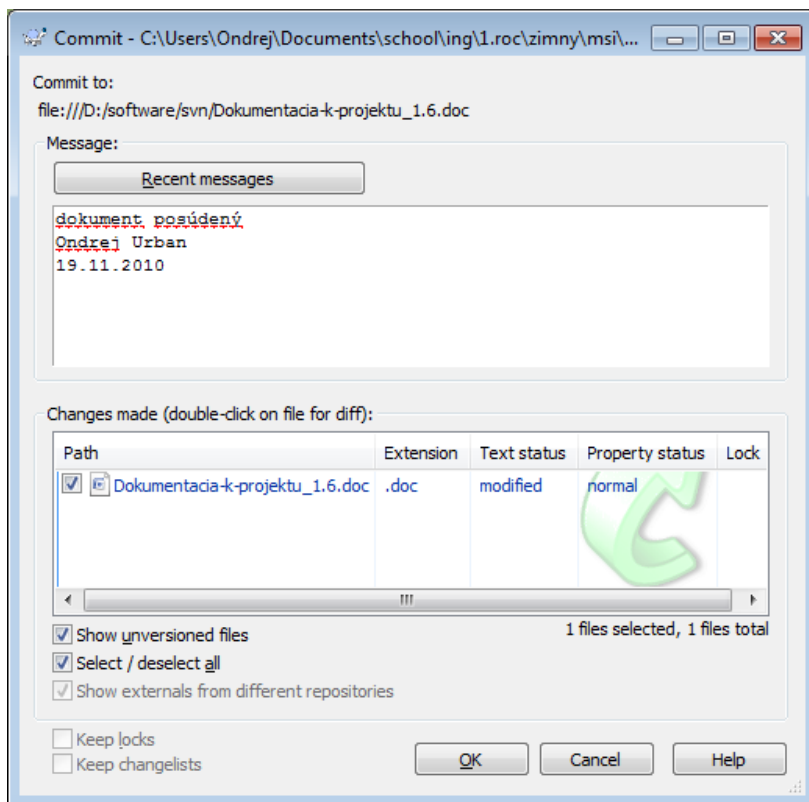 Commit - C:\Users\Ondrej\Documents\school\ing\1.roc\zimny\msi\...
Commit to:
file:///D:/software/svn/Dokumentacia-k-projektu_1.6.doc
Message:
Recent messages
dokument posúdený
Ondrej Urban
19.11.2010
Changes made (double-click on file for diff):
Path Extension Text status Property status Lock
Dokumentacia-k-projektu_1.6.doc .doc modified normal
1 files selected, 1 files total
Show unversioned files
Select / deselect all
Show externals from different repositories
Keep locks
Keep changelists
OK Cancel Help